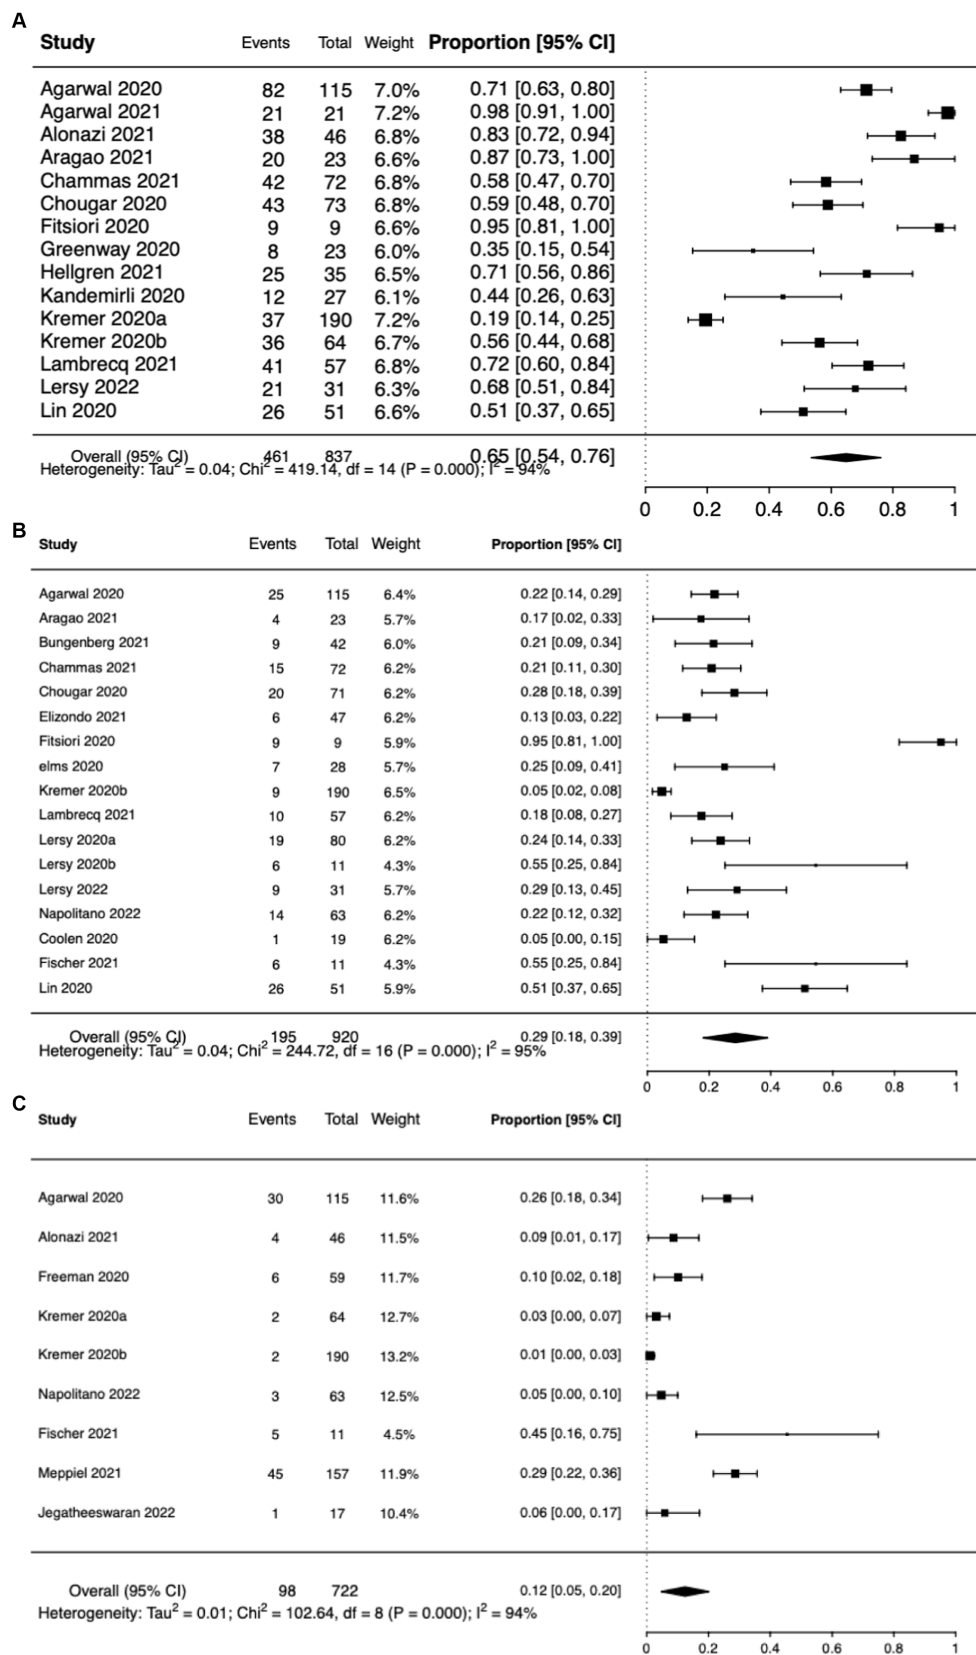 A
Study Events Total Weight Proportion [95% CI]
Agarwal 2020 82 115 7.0% 0.71 [0.63, 0.80]
Agarwal 2021 21 21 7.2% 0.98 [0.91, 1.00]
Alonazi 2021 38 46 6.8% 0.83 [0.72, 0.94]
Aragao 2021 20 23 6.6% 0.87 [0.73, 1.00]
Chammas 2021 42 72 6.8% 0.58 [0.47, 0.70]
Chougar 2020 43 73 6.8% 0.59 [0.48, 0.70]
Fitsiori 2020 9 9 6.6% 0.95 [0.81, 1.00]
Greenway 2020 8 23 6.0% 0.35 [0.15, 0.54]
Hellgren 2021 25 35 6.5% 0.71 [0.56, 0.86]
Kandemirli 2020 12 27 6.1% 0.44 [0.26, 0.63]
Kremer 2020a 37 190 7.2% 0.19 [0.14, 0.25]
Kremer 2020b 36 64 6.7% 0.56 [0.44, 0.68]
Lambrecq 2021 41 57 6.8% 0.72 [0.60, 0.84]
Lersy 2022 21 31 6.3% 0.68 [0.51, 0.84]
Lin 2020 26 51 6.6% 0.51 [0.37, 0.65]
Overall (95% CI) 461 837 0.65 [0.54, 0.76]
Heterogeneity: Tau² = 0.04; Chi² = 419.14, df = 14 (P = 0.000); I² = 94%
0 0.2 0.4 0.6 0.8 1
B
Study Events Total Weight Proportion [95% CI]
Agarwal 2020 25 115 6.4% 0.22 [0.14, 0.29]
Aragao 2021 4 23 5.7% 0.17 [0.02, 0.33]
Bungenberg 2021 9 42 6.0% 0.21 [0.09, 0.34]
Chammas 2021 15 72 6.2% 0.21 [0.11, 0.30]
Chougar 2020 20 71 6.2% 0.28 [0.18, 0.39]
Elizondo 2021 6 47 6.2% 0.13 [0.03, 0.22]
Fitsiori 2020 9 9 5.9% 0.95 [0.81, 1.00]
elms 2020 7 28 5.7% 0.25 [0.09, 0.41]
Kremer 2020b 9 190 6.5% 0.05 [0.02, 0.08]
Lambrecq 2021 10 57 6.2% 0.18 [0.08, 0.27]
Lersy 2020a 19 80 6.2% 0.24 [0.14, 0.33]
Lersy 2020b 6 11 4.3% 0.55 [0.25, 0.84]
Lersy 2022 9 31 5.7% 0.29 [0.13, 0.45]
Napolitano 2022 14 63 6.2% 0.22 [0.12, 0.32]
Coolen 2020 1 19 6.2% 0.05 [0.00, 0.15]
Fischer 2021 6 11 4.3% 0.55 [0.25, 0.84]
Lin 2020 26 51 5.9% 0.51 [0.37, 0.65]
Overall (95% CI) 195 920 0.29 [0.18, 0.39]
Heterogeneity: Tau² = 0.04; Chi² = 244.72, df = 16 (P = 0.000); I² = 95%
0 0.2 0.4 0.6 0.8 1
C
Study Events Total Weight Proportion [95% CI]
Agarwal 2020 30 115 11.6% 0.26 [0.18, 0.34]
Alonazi 2021 4 46 11.5% 0.09 [0.01, 0.17]
Freeman 2020 6 59 11.7% 0.10 [0.02, 0.18]
Kremer 2020a 2 64 12.7% 0.03 [0.00, 0.07]
Kremer 2020b 2 190 13.2% 0.01 [0.00, 0.03]
Napolitano 2022 3 63 12.5% 0.05 [0.00, 0.10]
Fischer 2021 5 11 4.5% 0.45 [0.16, 0.75]
Meppiel 2021 45 157 11.9% 0.29 [0.22, 0.36]
Jegatheeswaran 2022 1 17 10.4% 0.06 [0.00, 0.17]
Overall (95% CI) 98 722 0.12 [0.05, 0.20]
Heterogeneity: Tau² = 0.01; Chi² = 102.64, df = 8 (P = 0.000); I² = 94%
0 0.2 0.4 0.6 0.8 1